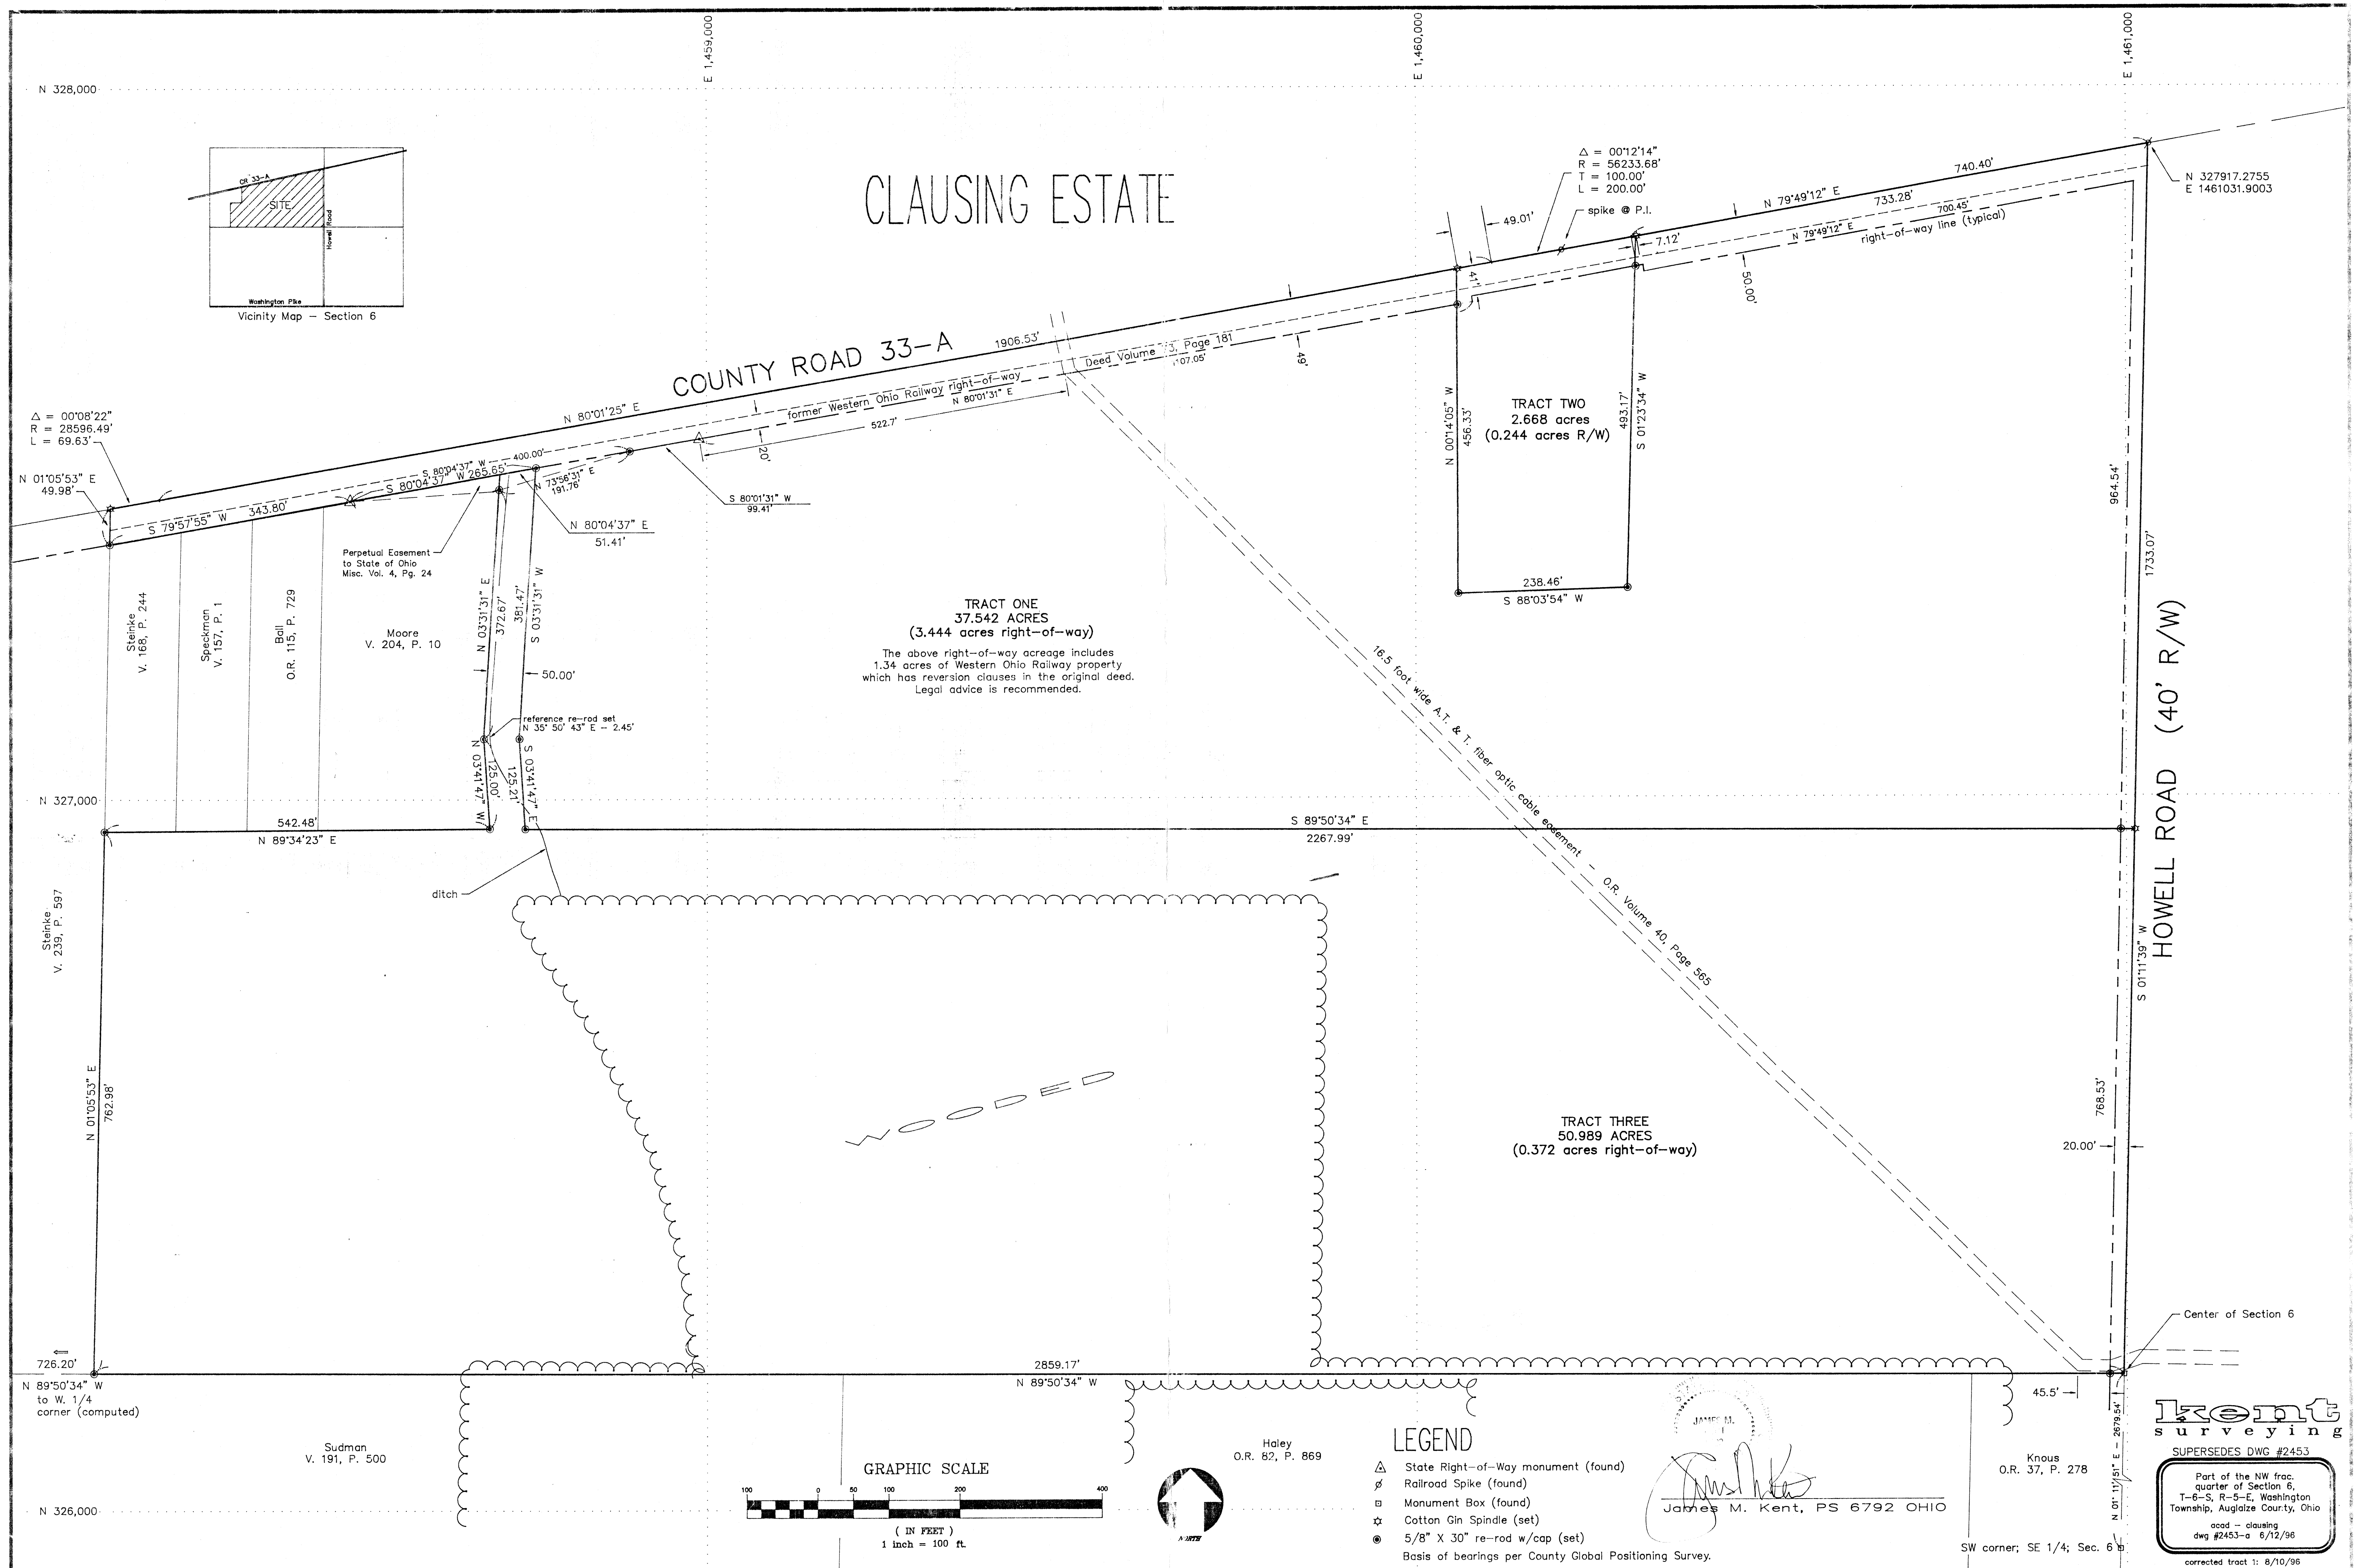 E 1,459,000
E 1,460,000
E 1,461,000
N 328,000
CR 33-A
SITE
Howell Road
Washington Pike
Vicinity Map - Section 6
CLAUSING ESTATE
Δ = 00°12'14"
R = 56233.68'
T = 100.00'
L = 200.00'
spike @ P.I.
49.01'
41'
7.12'
740.40'
N 79°49'12" E
733.28'
700.45'
N 79°49'12" E
right-of-way line (typical)
50.00'
N 327917.2755
E 1461031.9003
COUNTY ROAD 33-A
1906.53'
N 80°01'25" E
former Western Ohio Railway right-of-way
Deed Volume 73, Page 181
N 80°01'31" E
522.7'
49'
20'
Δ = 00°08'22"
R = 28596.49'
L = 69.63'
N 01°05'53" E
49.98'
S 79°57'55" W
343.80'
S 80°04'37" W
400.00'
S 80°04'37" W 265.65'
N 73°56'31" E
191.76'
S 80°01'31" W
99.41'
N 80°04'37" E
51.41'
Perpetual Easement
to State of Ohio
Misc. Vol. 4, Pg. 24
Steinke
V. 168, P. 244
Speckman
V. 157, P. 1
Ball
O.R. 115, P. 729
Moore
V. 204, P. 10
N 03°31'31" E
372.67'
381.47'
S 03°31'31" W
50.00'
reference re-rod set
N 35° 50' 43" E - 2.45'
N 03°41'47" W
125.00'
125.21'
S 03°41'47" E
TRACT ONE
37.542 ACRES
(3.444 acres right-of-way)
The above right-of-way acreage includes
1.34 acres of Western Ohio Railway property
which has reversion clauses in the original deed.
Legal advice is recommended.
TRACT TWO
2.668 acres
(0.244 acres R/W)
N 00°14'05" W
456.33'
493.17'
S 01°23'34" W
238.46'
S 88°03'54" W
964.54'
1733.07'
HOWELL ROAD (40' R/W)
S 01°11'39" W
16.5 foot wide A.T. & T. fiber optic cable easement - O.R. Volume 40, Page 565
N 327,000
542.48'
N 89°34'23" E
S 89°50'34" E
2267.99'
ditch
Steinke
V. 239, P. 597
N 01°05'53" E
762.98'
WOODED
TRACT THREE
50.989 ACRES
(0.372 acres right-of-way)
768.53'
20.00'
Center of Section 6
726.20'
N 89°50'34" W
to W. 1/4
corner (computed)
2859.17'
N 89°50'34" W
45.5'
N 01°11'51" E - 2679.54'
Sudman
V. 191, P. 500
Haley
O.R. 82, P. 869
Knous
O.R. 37, P. 278
N 326,000
GRAPHIC SCALE
100 0 50 100 200 400
( IN FEET )
1 inch = 100 ft.
NORTH
LEGEND
State Right-of-Way monument (found)
Railroad Spike (found)
Monument Box (found)
Cotton Gin Spindle (set)
5/8" X 30" re-rod w/cap (set)
Basis of bearings per County Global Positioning Survey.
JAMES M.
James M. Kent, PS 6792 OHIO
SW corner; SE 1/4; Sec. 6
kent
surveying
SUPERSEDES DWG #2453
Part of the NW frac.
quarter of Section 6,
T-6-S, R-5-E, Washington
Township, Auglaize County, Ohio
acad - clausing
dwg #2453-a 6/12/96
corrected tract 1: 8/10/96